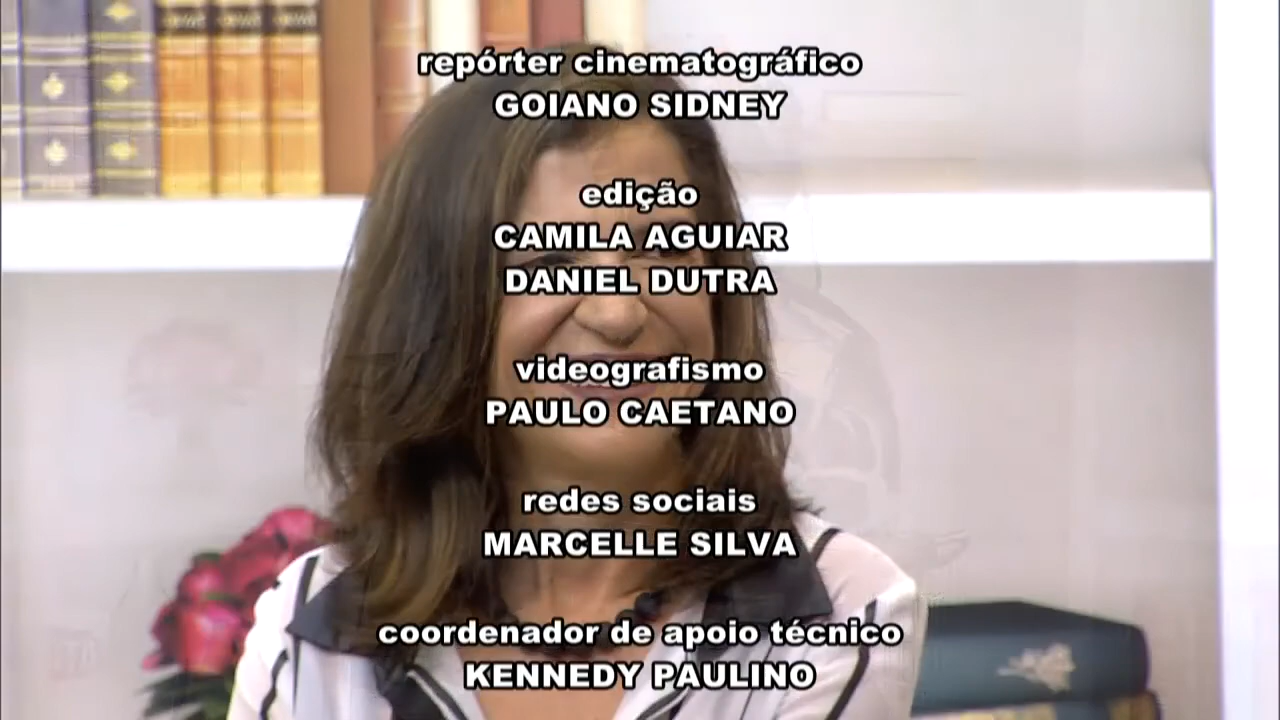 repórter cinematográfico
GOIANO SIDNEY
edição
CAMILA AGUIAR
DANIEL DUTRA
videografismo
PAULO CAETANO
redes sociais
MARCELLE SILVA
coordenador de apoio técnico
KENNEDY PAULINO